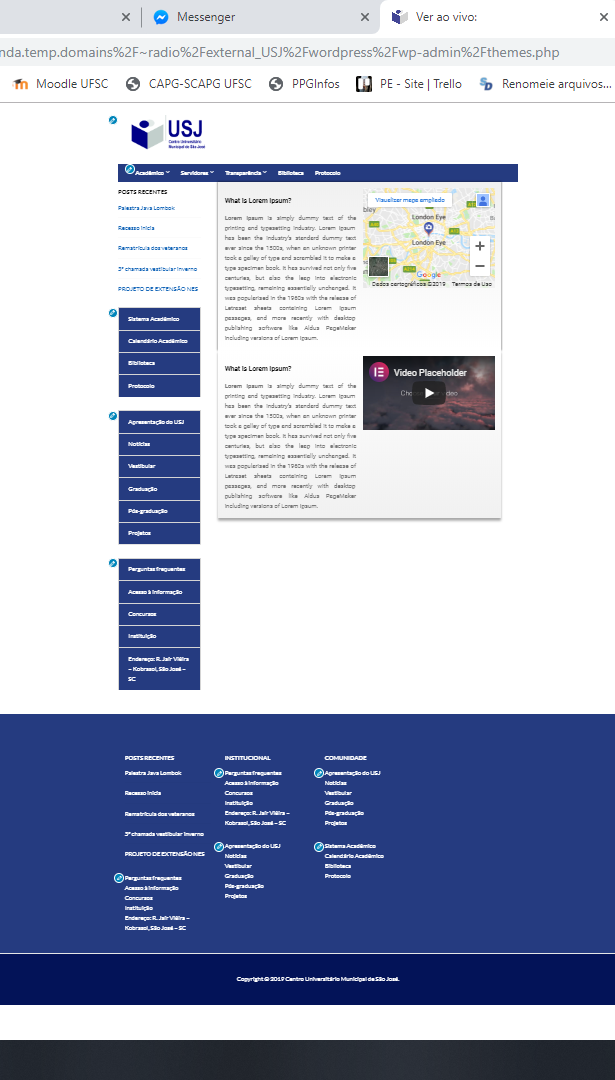 Messenger
Ver ao vivo:
nda.temp.domains%2F~radio%2Fexternal_USJ%2Fwordpress%2Fwp-admin%2Fthemes.php
Moodle UFSC
CAPG-SCAPG UFSC
PPGInfos
PE - Site | Trello
Renomeie arquivos...
USJ
Centro Universitário
Municipal de São José
Acadêmico
Servidores
Transparência
Biblioteca
Protocolo
POSTS RECENTES
Palestra Java Lombok
Recesso Inicia
Rematrícula dos veteranos
3ª chamada vestibular inverno
PROJETO DE EXTENSÃO NES
Sistema Acadêmico
Calendário Acadêmico
Biblioteca
Protocolo
Apresentação do USJ
Notícias
Vestibular
Graduação
Pós-graduação
Projetos
Perguntas frequentes
Acesso à Informação
Concursos
Instituição
Endereço: R. Jair Viêira
– Kobrasol, São José –
SC
What is Lorem Ipsum?
Lorem Ipsum is simply dummy text of the
printing and typesetting industry. Lorem Ipsum
has been the industry's standard dummy text
ever since the 1500s, when an unknown printer
took a galley of type and scrambled it to make a
type specimen book. It has survived not only five
centuries, but also the leap into electronic
typesetting, remaining essentially unchanged. It
was popularised in the 1960s with the release of
Letraset sheets containing Lorem Ipsum
passages, and more recently with desktop
publishing software like Aldus PageMaker
including versions of Lorem Ipsum.
Visualizar mapa ampliado
London Eye
London Eye
Google
Dados cartográficos ©2019
Termos de Uso
What is Lorem Ipsum?
Lorem Ipsum is simply dummy text of the
printing and typesetting industry. Lorem Ipsum
has been the industry's standard dummy text
ever since the 1500s, when an unknown printer
took a galley of type and scrambled it to make a
type specimen book. It has survived not only five
centuries, but also the leap into electronic
typesetting, remaining essentially unchanged. It
was popularised in the 1960s with the release of
Letraset sheets containing Lorem Ipsum
passages, and more recently with desktop
publishing software like Aldus PageMaker
including versions of Lorem Ipsum.
Video Placeholder
POSTS RECENTES
Palestra Java Lombok
Recesso Inicia
Rematrícula dos veteranos
3ª chamada vestibular inverno
PROJETO DE EXTENSÃO NES
Perguntas frequentes
Acesso à Informação
Concursos
Instituição
Endereço: R. Jair Viêira –
Kobrasol, São José – SC
INSTITUCIONAL
Perguntas frequentes
Acesso à Informação
Concursos
Instituição
Endereço: R. Jair Viêira –
Kobrasol, São José – SC
Apresentação do USJ
Notícias
Vestibular
Graduação
Pós-graduação
Projetos
COMUNIDADE
Apresentação do USJ
Notícias
Vestibular
Graduação
Pós-graduação
Projetos
Sistema Acadêmico
Calendário Acadêmico
Biblioteca
Protocolo
Copyright © 2019 Centro Universitário Municipal de São José.